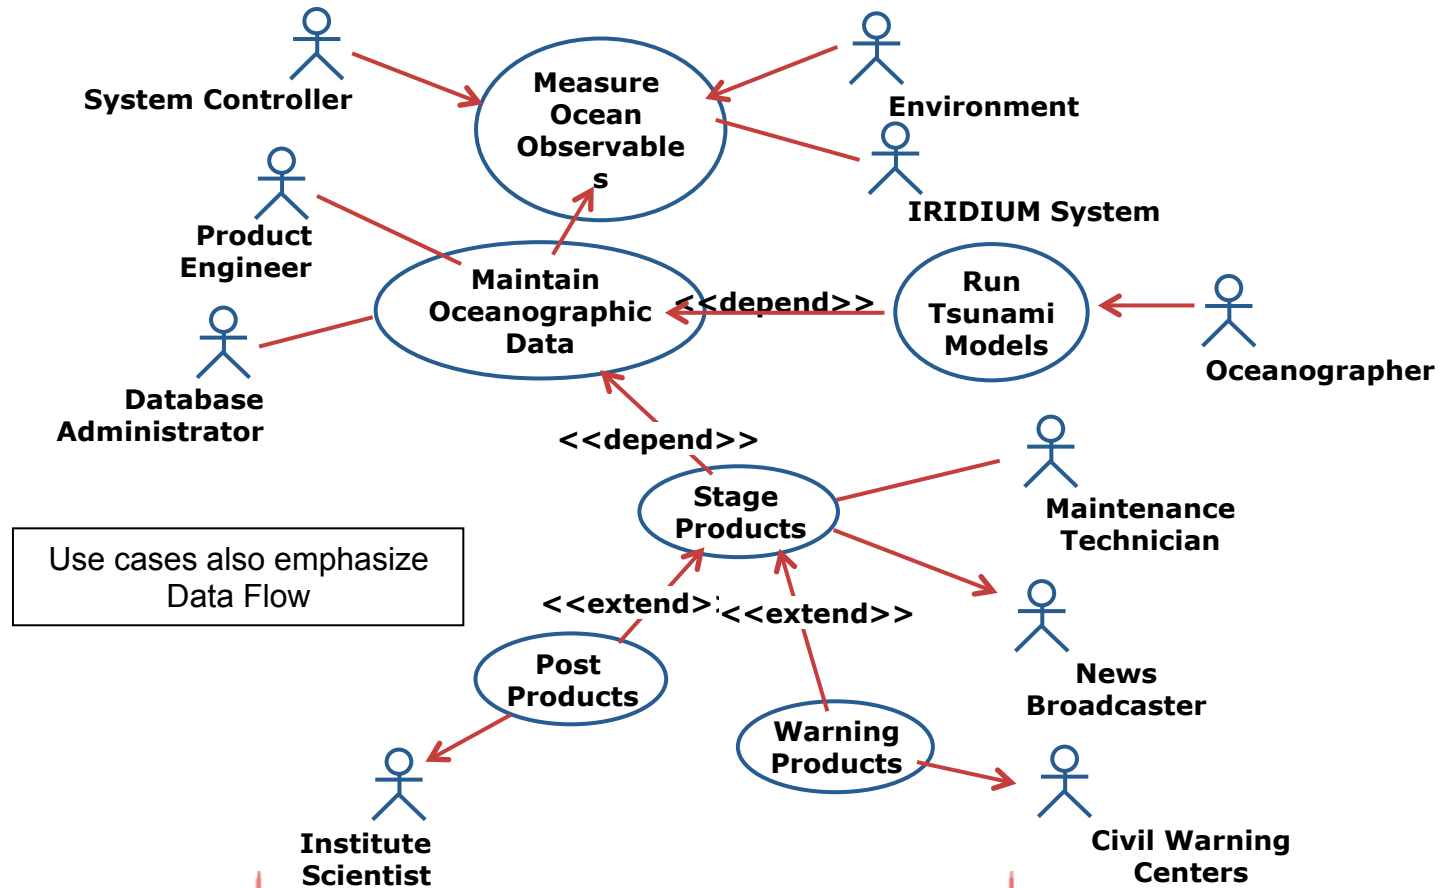 System Controller
Measure
Ocean
Observable
s
Environment
IRIDIUM System
Product
Engineer
Maintain
Oceanographic
Data
<<depend>>
Run
Tsunami
Models
Oceanographer
Database
Administrator
<<depend>>
Stage
Products
Maintenance
Technician
Use cases also emphasize
Data Flow
<<extend>
<<extend>>
Post
Products
News
Broadcaster
Warning
Products
Institute
Scientist
Civil Warning
Centers